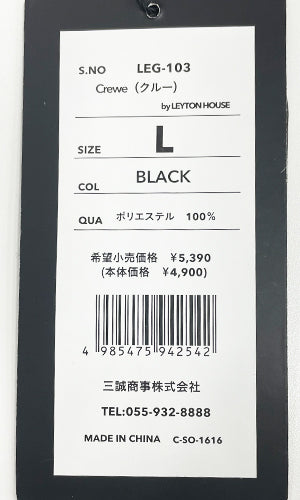 S.NO LEG-103
Crewe（クルー）
by LEYTON HOUSE
SIZE L
COL BLACK
QUA ポリエステル 100%
希望小売価格 ¥5,390
(本体価格 ¥4,900)
4 985475 942542
三誠商事株式会社
TEL:055-932-8888
MADE IN CHINA C-SO-1616